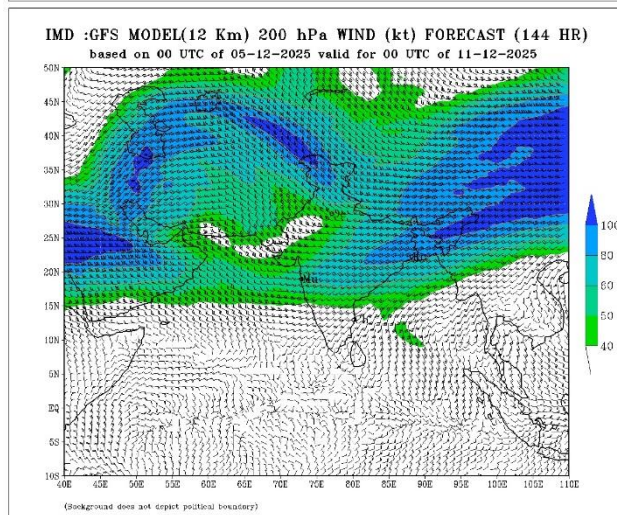 IMD :GFS MODEL(12 Km) 200 hPa WIND (kt) FORECAST (144 HR)
based on 00 UTC of 05-12-2025 valid for 00 UTC of 11-12-2025
50N
45N
40N
35N
30N
25N
20N
15N
10N
5N
EQ
5S
10S
40E 45E 50E 55E 60E 65E 70E 75E 80E 85E 90E 95E 100E 105E 110E
100
80
60
50
40
(Background does not depict political boundary)